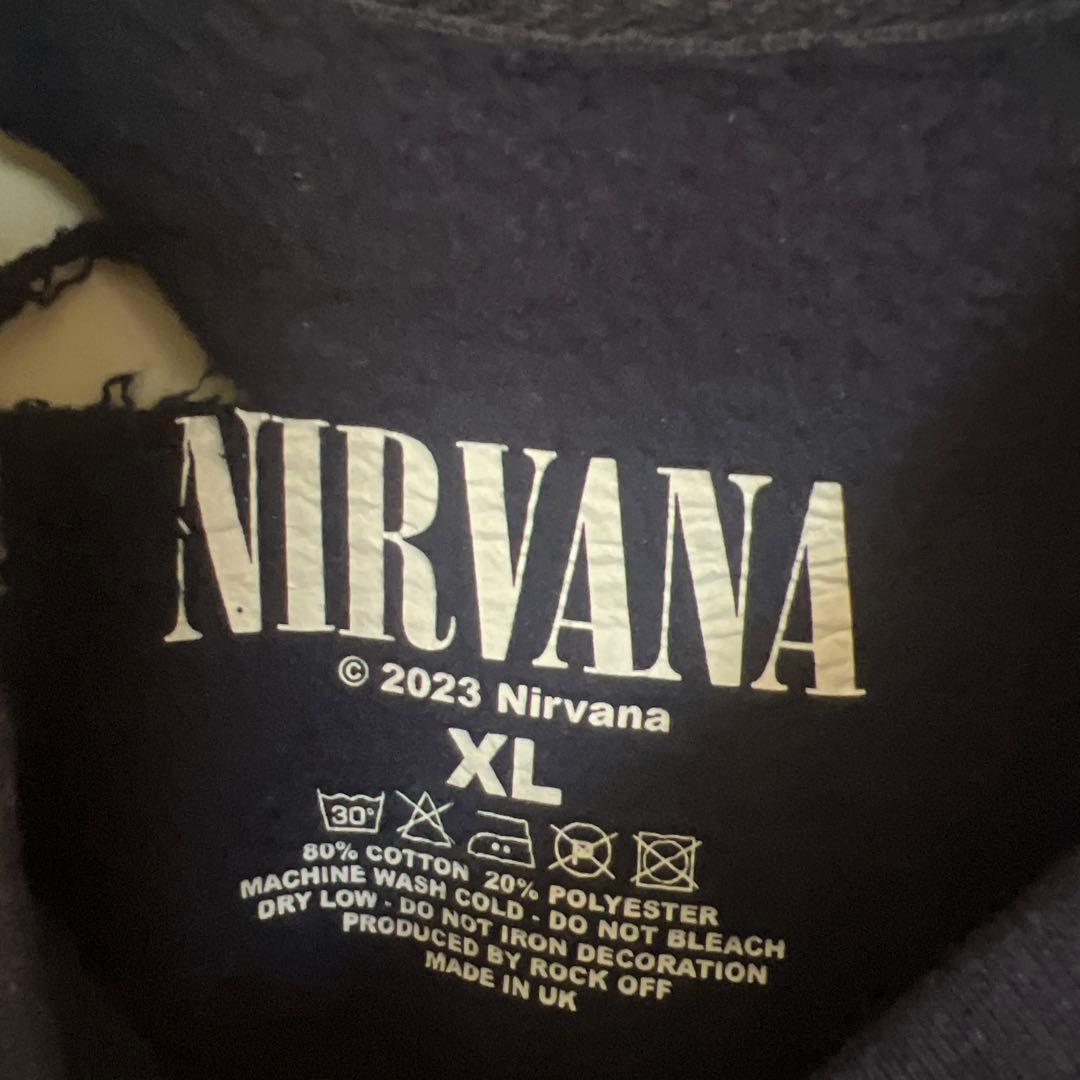 NIRVANA
© 2023 Nirvana
XL
30°
P
80% COTTON 20% POLYESTER
MACHINE WASH COLD - DO NOT BLEACH
DRY LOW - DO NOT IRON DECORATION
PRODUCED BY ROCK OFF
MADE IN UK